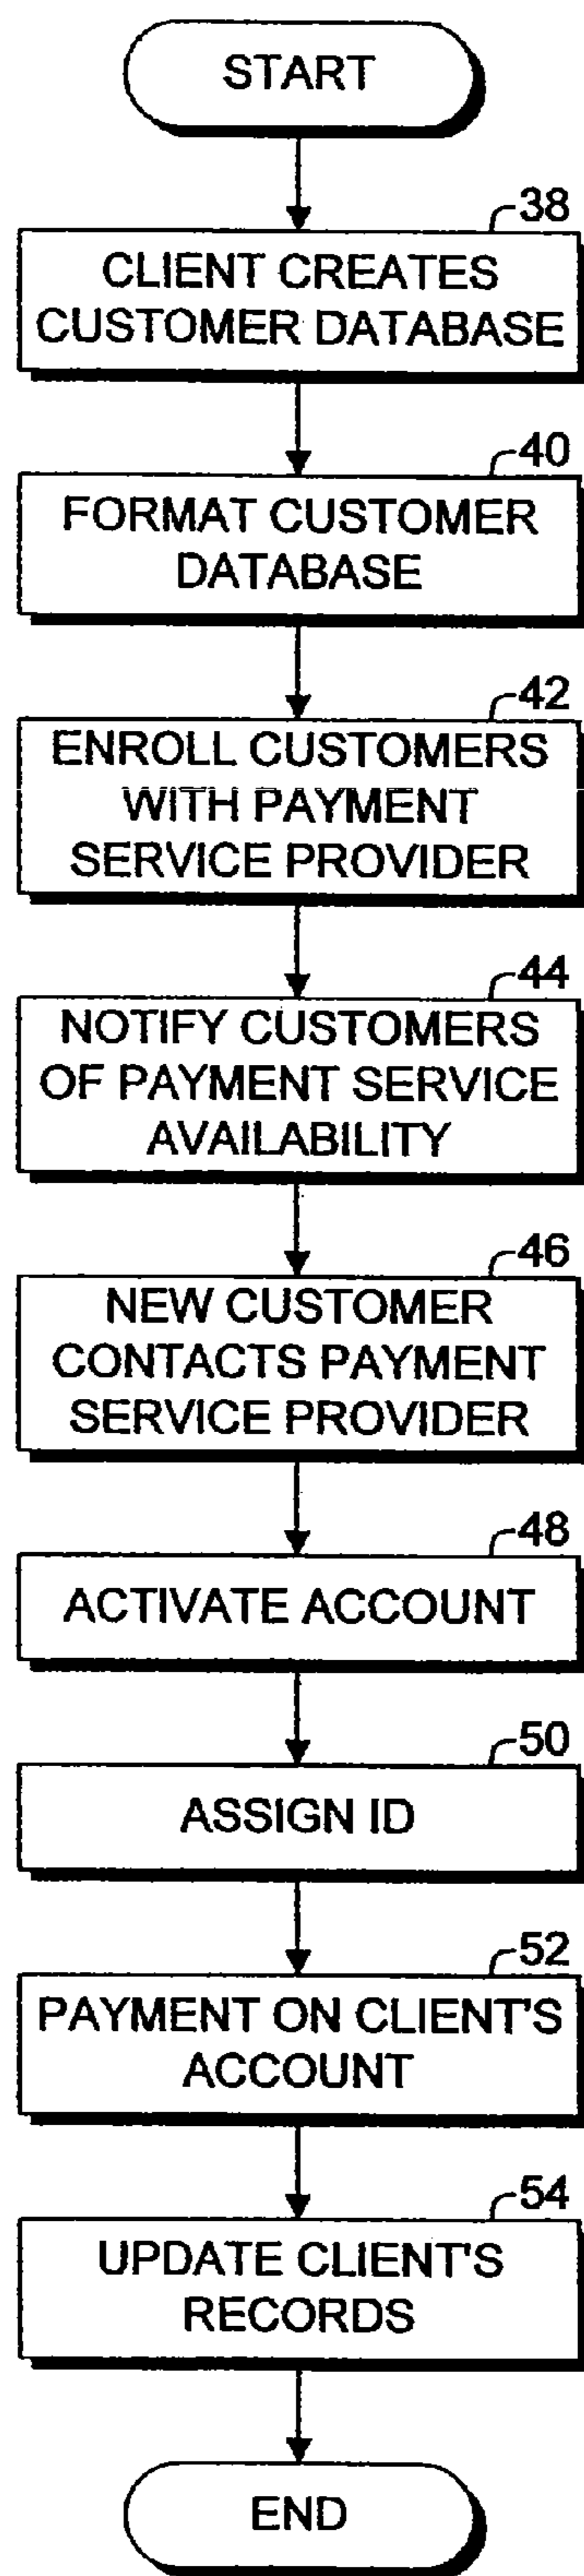 START
38
CLIENT CREATES
CUSTOMER DATABASE
40
FORMAT CUSTOMER
DATABASE
42
ENROLL CUSTOMERS
WITH PAYMENT
SERVICE PROVIDER
44
NOTIFY CUSTOMERS
OF PAYMENT SERVICE
AVAILABILITY
46
NEW CUSTOMER
CONTACTS PAYMENT
SERVICE PROVIDER
48
ACTIVATE ACCOUNT
50
ASSIGN ID
52
PAYMENT ON CLIENT'S
ACCOUNT
54
UPDATE CLIENT'S
RECORDS
END